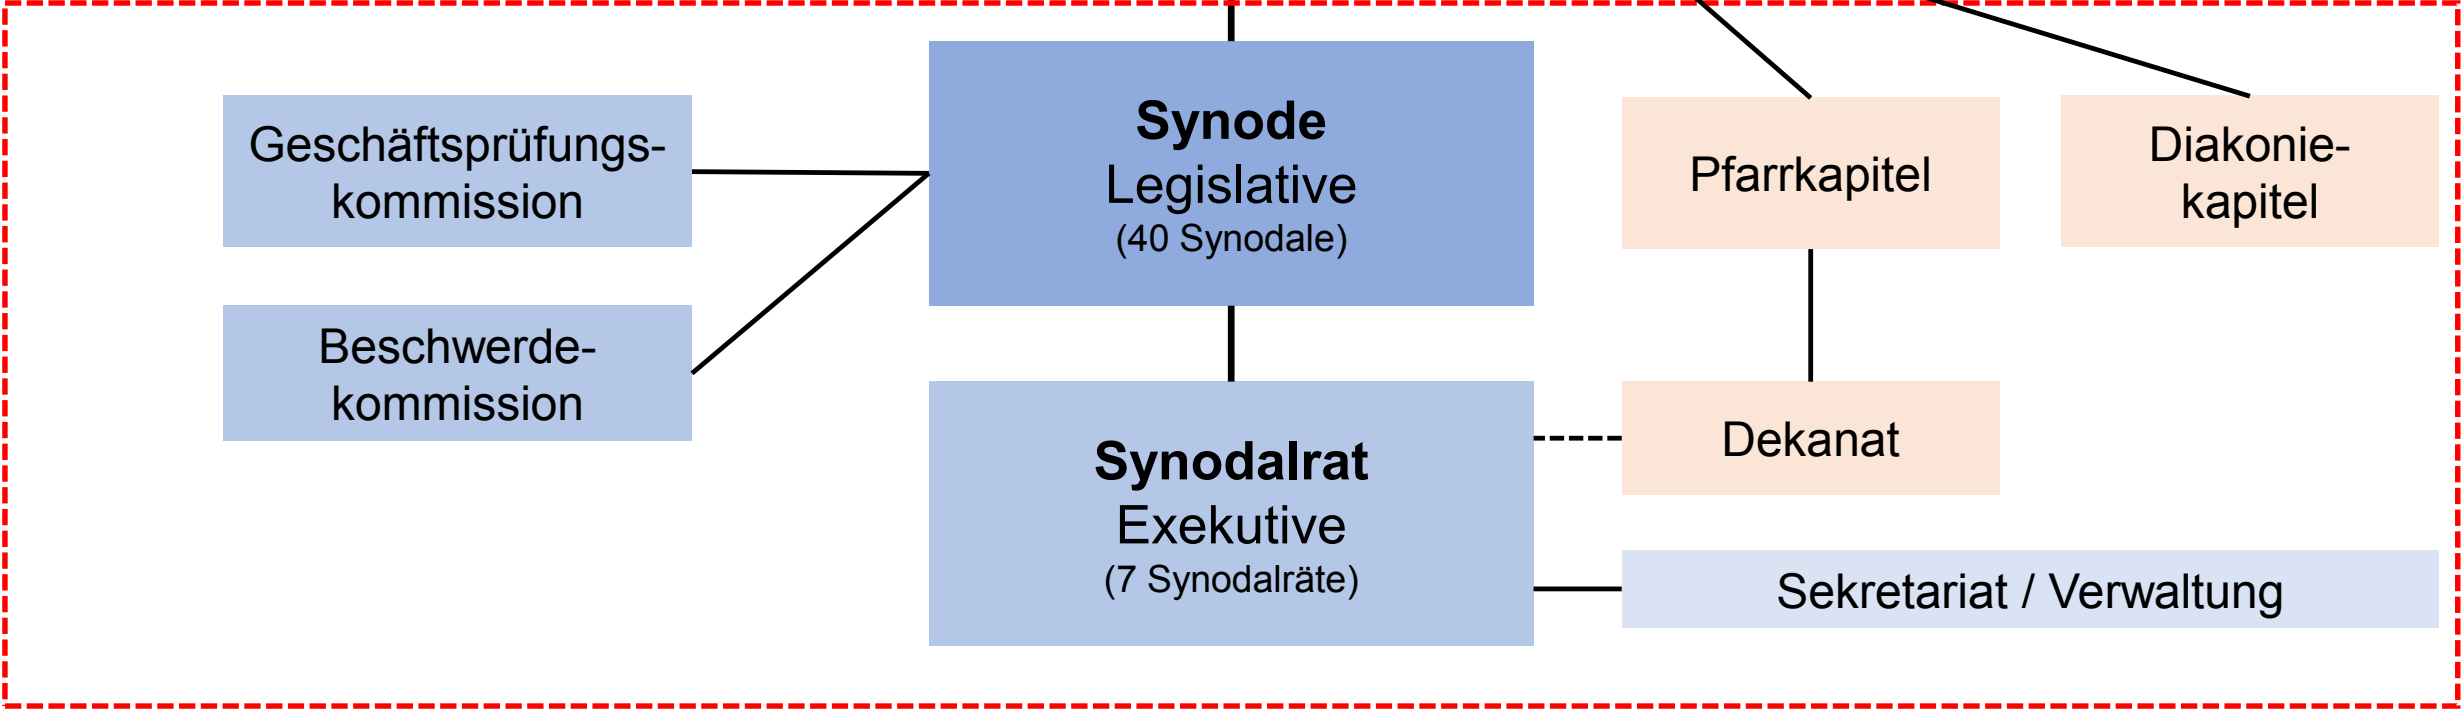 Geschäftsprüfungs-
kommission
Beschwerde-
kommission
Synode
Legislative
(40 Synodale)
Synodalrat
Exekutive
(7 Synodalräte)
Pfarrkapitel
Diakonie-
kapitel
Dekanat
Sekretariat / Verwaltung